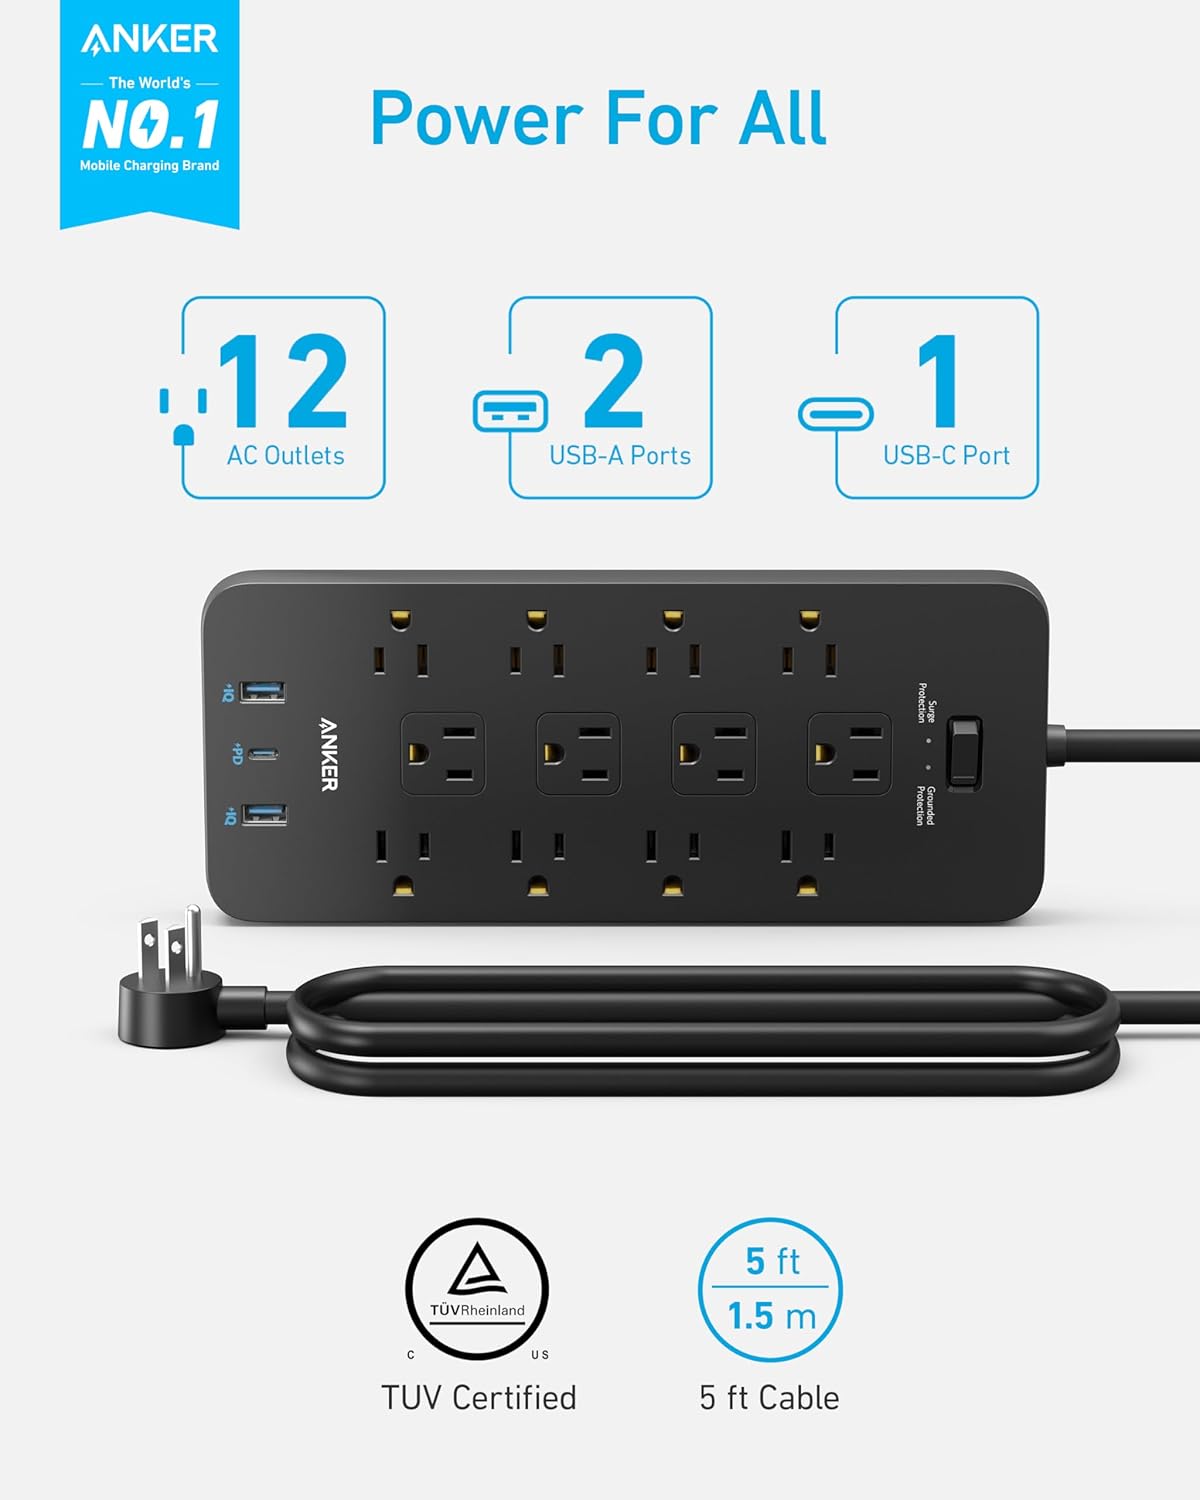 ANKER
The World's
NO.1
Mobile Charging Brand
Power For All
12
AC Outlets
2
USB-A Ports
1
USB-C Port
IQ
PD
IQ
ANKER
Surge
Protection
Grounded
Protection
TÜVRheinland
C US
TUV Certified
5 ft
1.5 m
5 ft Cable